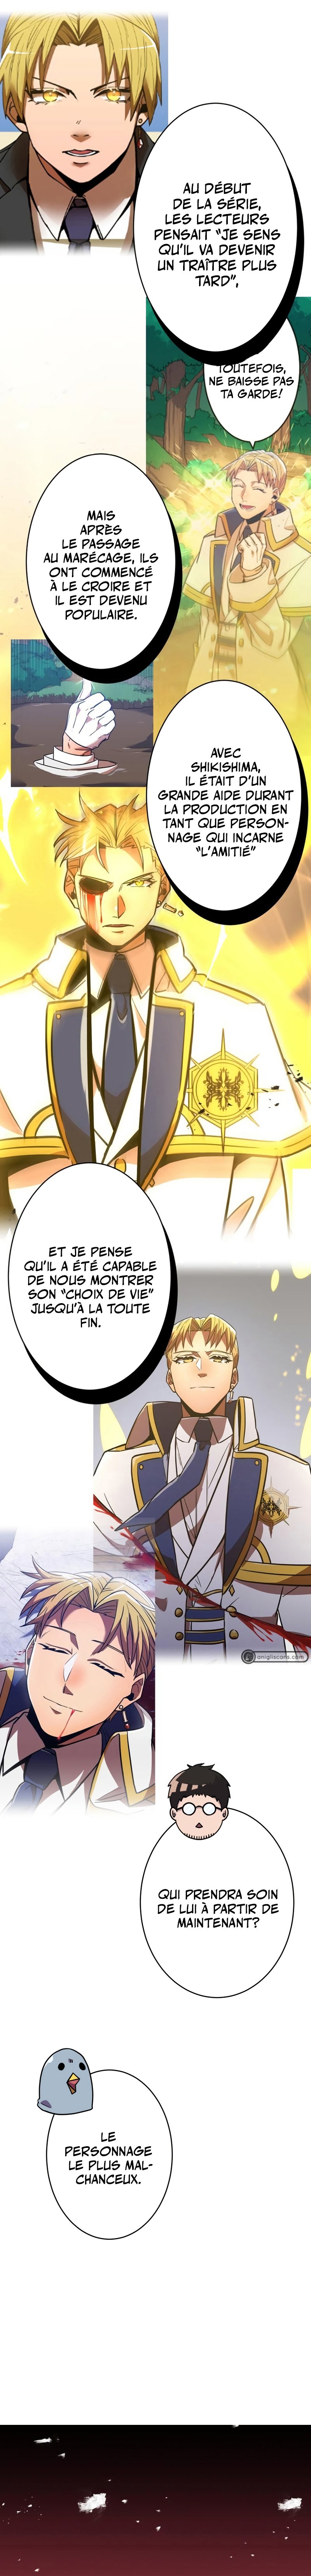 AU DÉBUT
DE LA SÉRIE,
LES LECTEURS
PENSAIT "JE SENS
QU'IL VA DEVENIR
UN TRAÎTRE PLUS
TARD",
TOUTEFOIS,
NE BAISSE PAS
TA GARDE!
MAIS
APRÈS
LE PASSAGE
AU MARÉCAGE, ILS
ONT COMMENCÉ
À LE CROIRE ET
IL EST DEVENU
POPULAIRE.
AVEC
SHIKISHIMA,
IL ÉTAIT D'UN
GRANDE AIDE DURANT
LA PRODUCTION EN
TANT QUE PERSON-
NAGE QUI INCARNE
"L'AMITIÉ"
ET JE PENSE
QU'IL A ÉTÉ CAPABLE
DE NOUS MONTRER
SON "CHOIX DE VIE"
JUSQU'À LA TOUTE
FIN.
anigliscans.com
QUI PRENDRA SOIN
DE LUI À PARTIR DE
MAINTENANT?
LE
PERSONNAGE
LE PLUS MAL-
CHANCEUX.